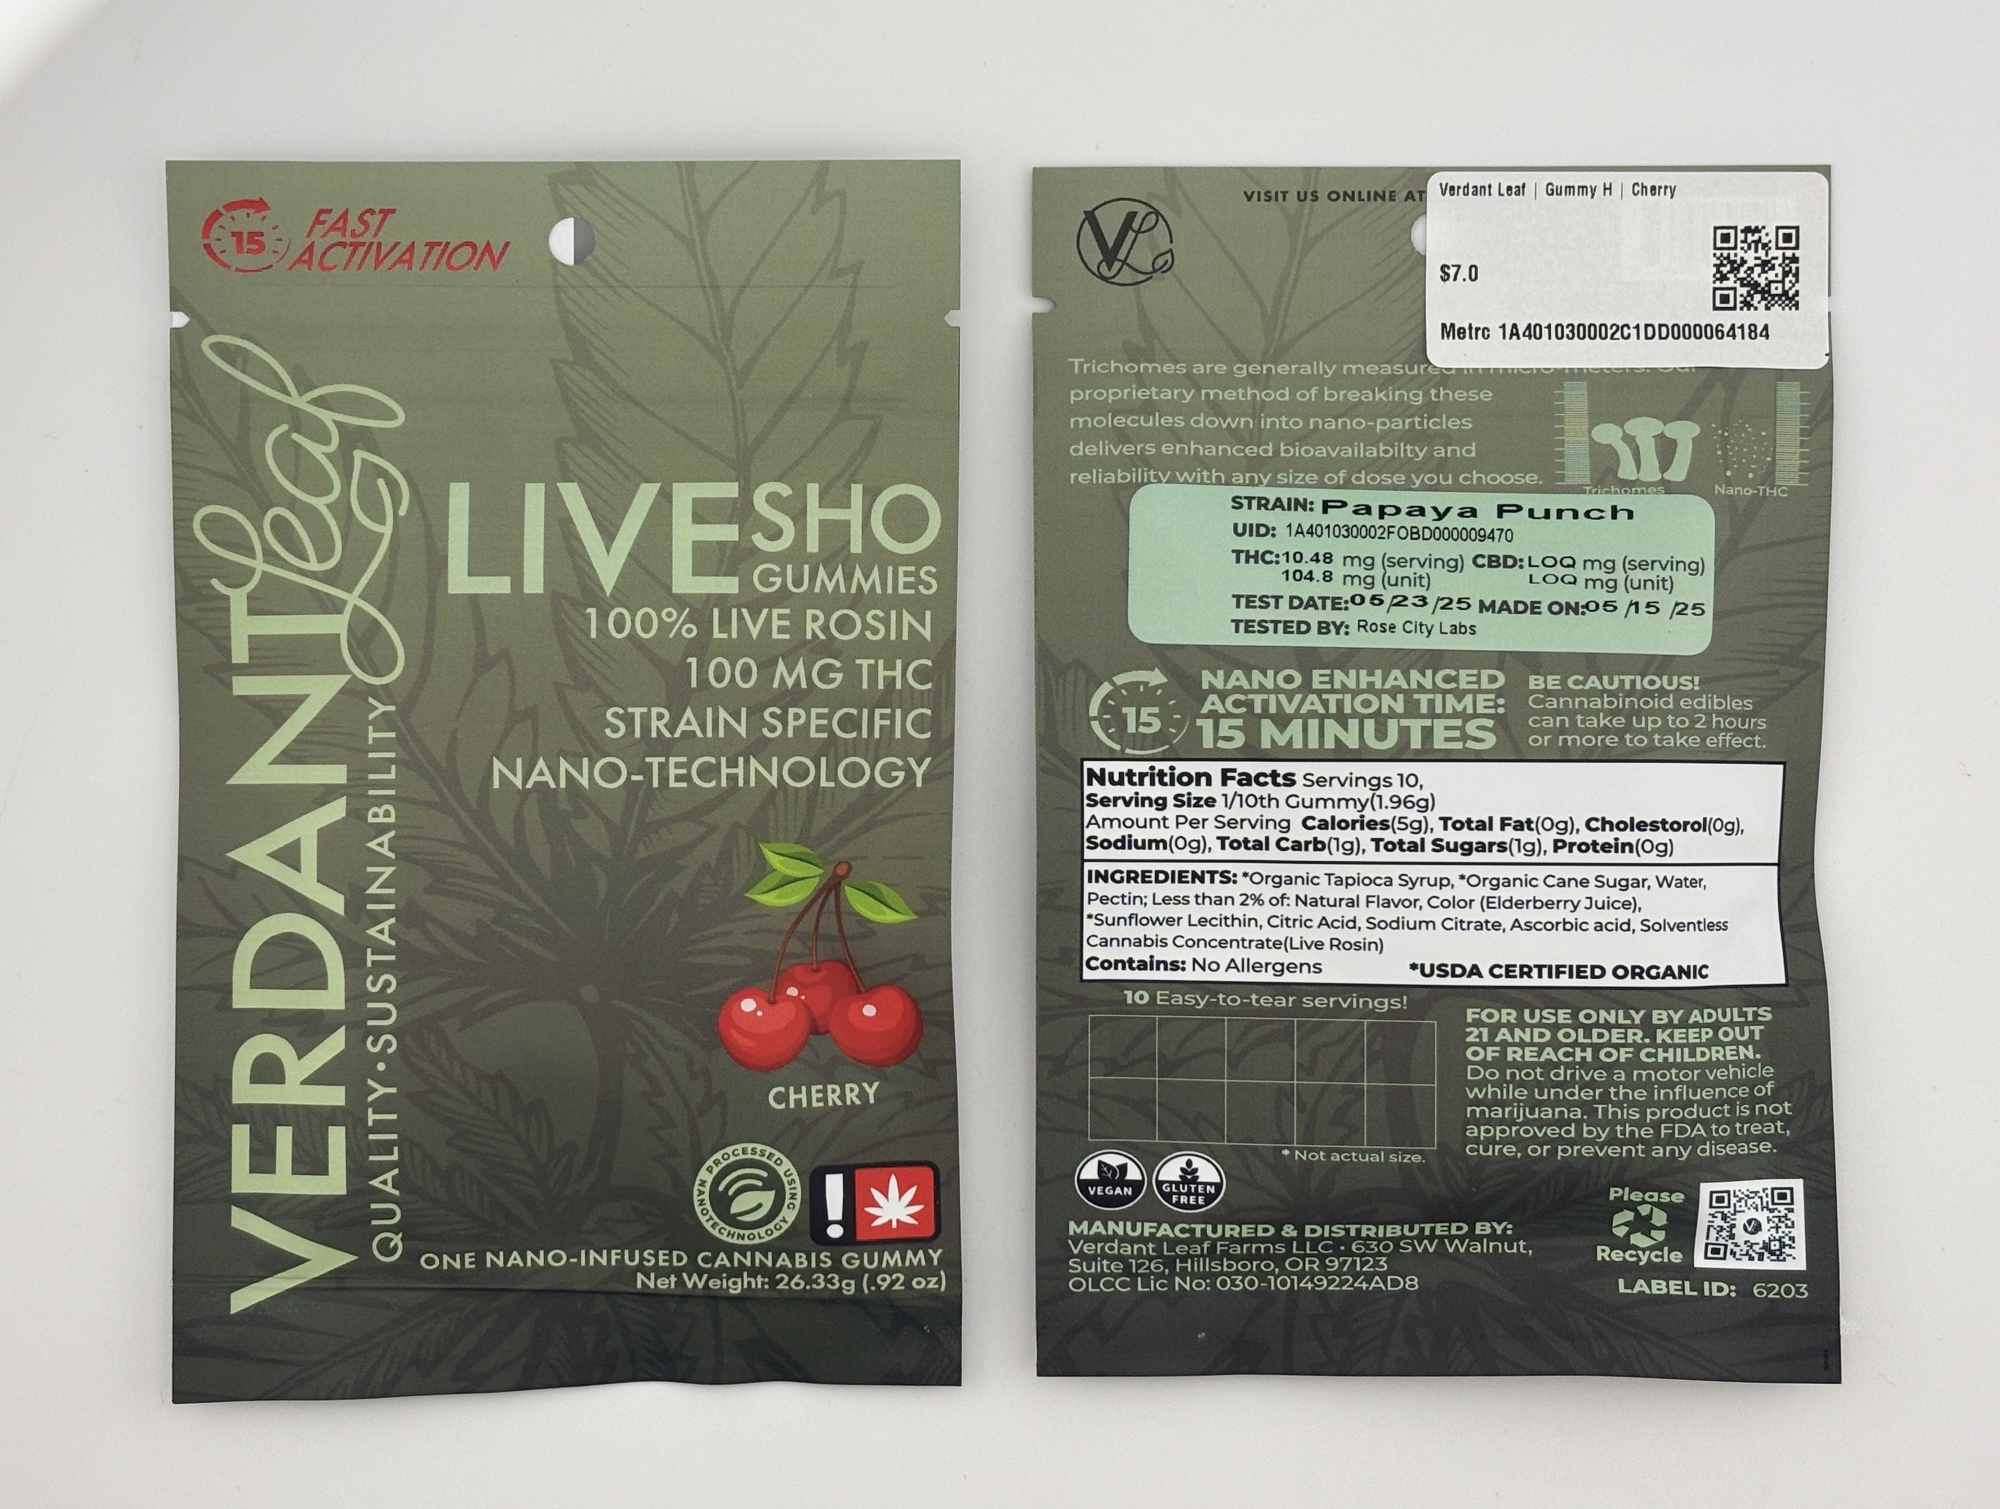 15 FAST
ACTIVATION
VERDANT Leaf
QUALITY•SUSTAINABILITY
LIVE SHO
GUMMIES
100% LIVE ROSIN
100 MG THC
STRAIN SPECIFIC
NANO-TECHNOLOGY
CHERRY
PROCESSED USING NANOTECHNOLOGY
!
ONE NANO-INFUSED CANNABIS GUMMY
Net Weight: 26.33g (.92 oz)
VL
VISIT US ONLINE AT
Verdant Leaf | Gummy H | Cherry
$7.0
Metrc 1A401030002C1DD000064184
Trichomes are generally measured in micro-meters. Our
proprietary method of breaking these
molecules down into nano-particles
delivers enhanced bioavailabilty and
reliability with any size of dose you choose.
Trichomes Nano-THC
STRAIN: Papaya Punch
UID: 1A401030002FOBD000009470
THC:10.48 mg (serving) CBD:LOQ mg (serving)
104.8 mg (unit) LOQ mg (unit)
TEST DATE:05/23/25 MADE ON:05/15/25
TESTED BY: Rose City Labs
15
NANO ENHANCED
ACTIVATION TIME:
15 MINUTES
BE CAUTIOUS!
Cannabinoid edibles
can take up to 2 hours
or more to take effect.
Nutrition Facts Servings 10,
Serving Size 1/10th Gummy(1.96g)
Amount Per Serving Calories(5g), Total Fat(0g), Cholestorol(0g),
Sodium(0g), Total Carb(1g), Total Sugars(1g), Protein(0g)
INGREDIENTS: *Organic Tapioca Syrup, *Organic Cane Sugar, Water,
Pectin; Less than 2% of: Natural Flavor, Color (Elderberry Juice),
*Sunflower Lecithin, Citric Acid, Sodium Citrate, Ascorbic acid, Solventless
Cannabis Concentrate(Live Rosin)
Contains: No Allergens *USDA CERTIFIED ORGANIC
10 Easy-to-tear servings!
* Not actual size.
FOR USE ONLY BY ADULTS
21 AND OLDER. KEEP OUT
OF REACH OF CHILDREN.
Do not drive a motor vehicle
while under the influence of
marijuana. This product is not
approved by the FDA to treat,
cure, or prevent any disease.
VEGAN
GLUTEN
FREE
MANUFACTURED & DISTRIBUTED BY:
Verdant Leaf Farms LLC • 630 SW Walnut,
Suite 126, Hillsboro, OR 97123
OLCC Lic No: 030-10149224AD8
Please
Recycle
LABEL ID: 6203